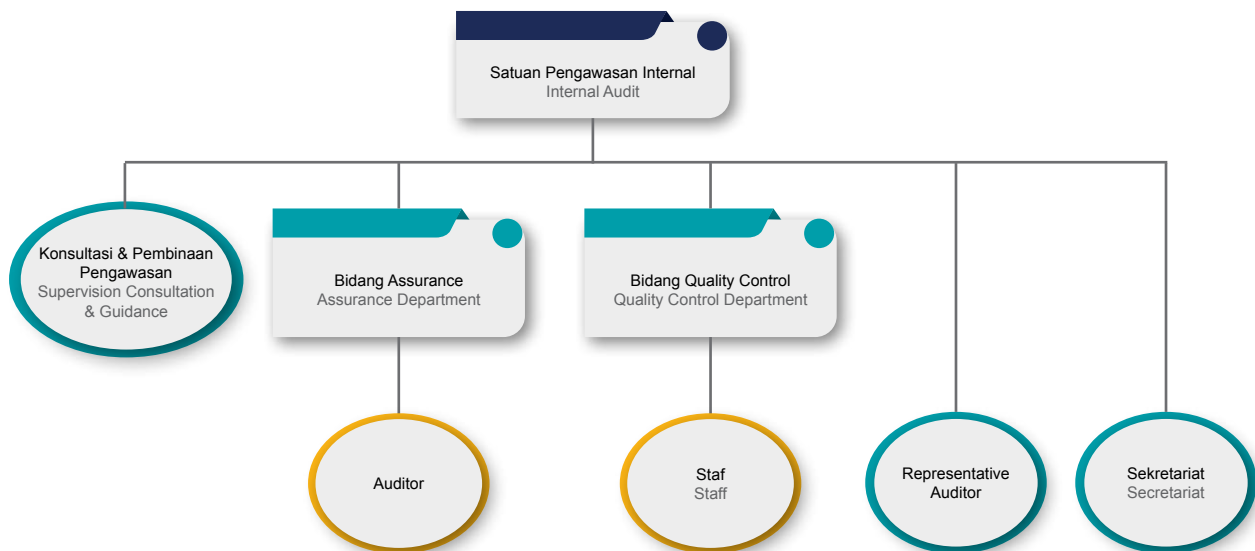 Satuan Pengawasan Internal
Internal Audit
Konsultasi & Pembinaan
Pengawasan
Supervision Consultation
& Guidance
Bidang Assurance
Assurance Department
Bidang Quality Control
Quality Control Department
Auditor
Staf
Staff
Representative
Auditor
Sekretariat
Secretariat